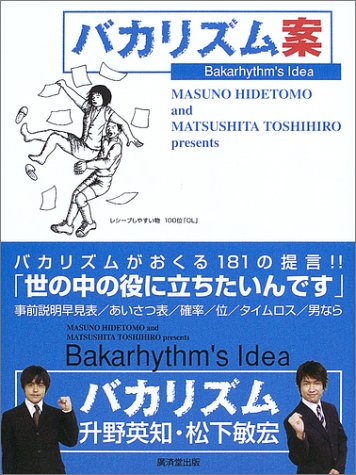 バカリズム案
Bakarhythm's Idea
MASUNO HIDETOMO
and
MATSUSHITA TOSHIHIRO
presents
レシーブしやすい物 100位「OL」
バカリズムがおくる181の提言!!
「世の中の役に立ちたいんです」
事前説明早見表/あいさつ表/確率/位/タイムロス/男なら
MASUNO HIDETOMO and
MATSUSHITA TOSHIHIRO presents
Bakarhythm's Idea
バカリズム
升野英知・松下敏宏
廣済堂出版